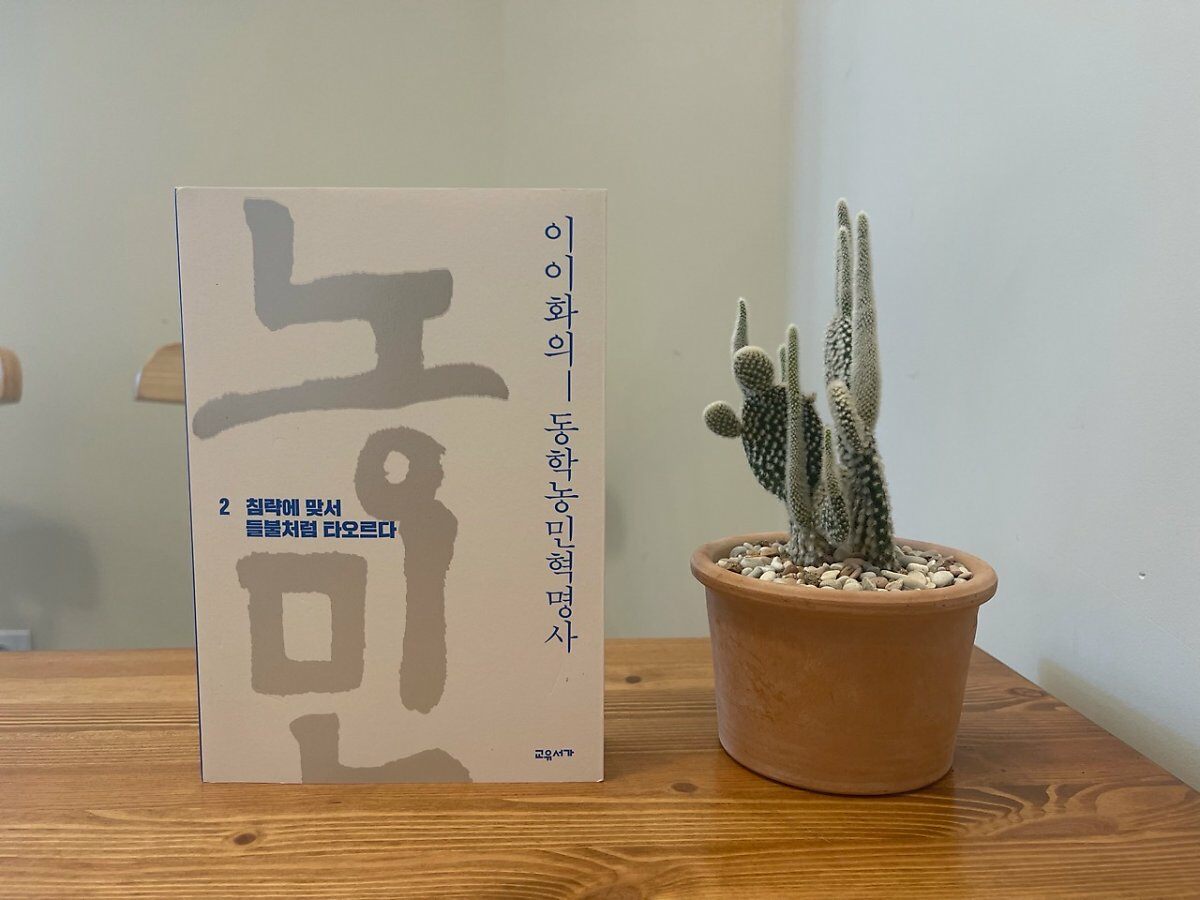 농민
이이화의 — 동학농민혁명사
2 침략에 맞서
들불처럼 타오르다
교유서가